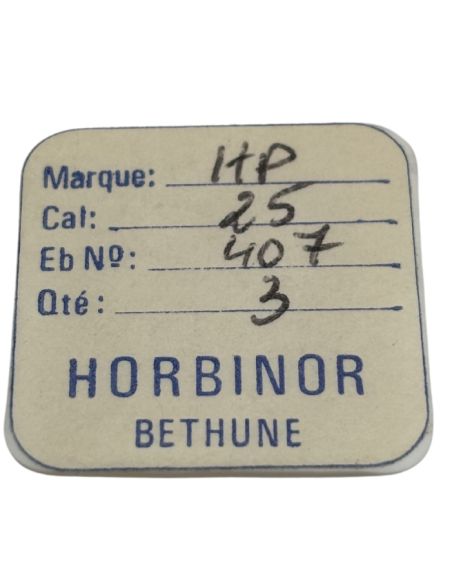 Marque: HP
Cal: 25
Eb Nº: 407
Qté: 3
HORBINOR
BETHUNE